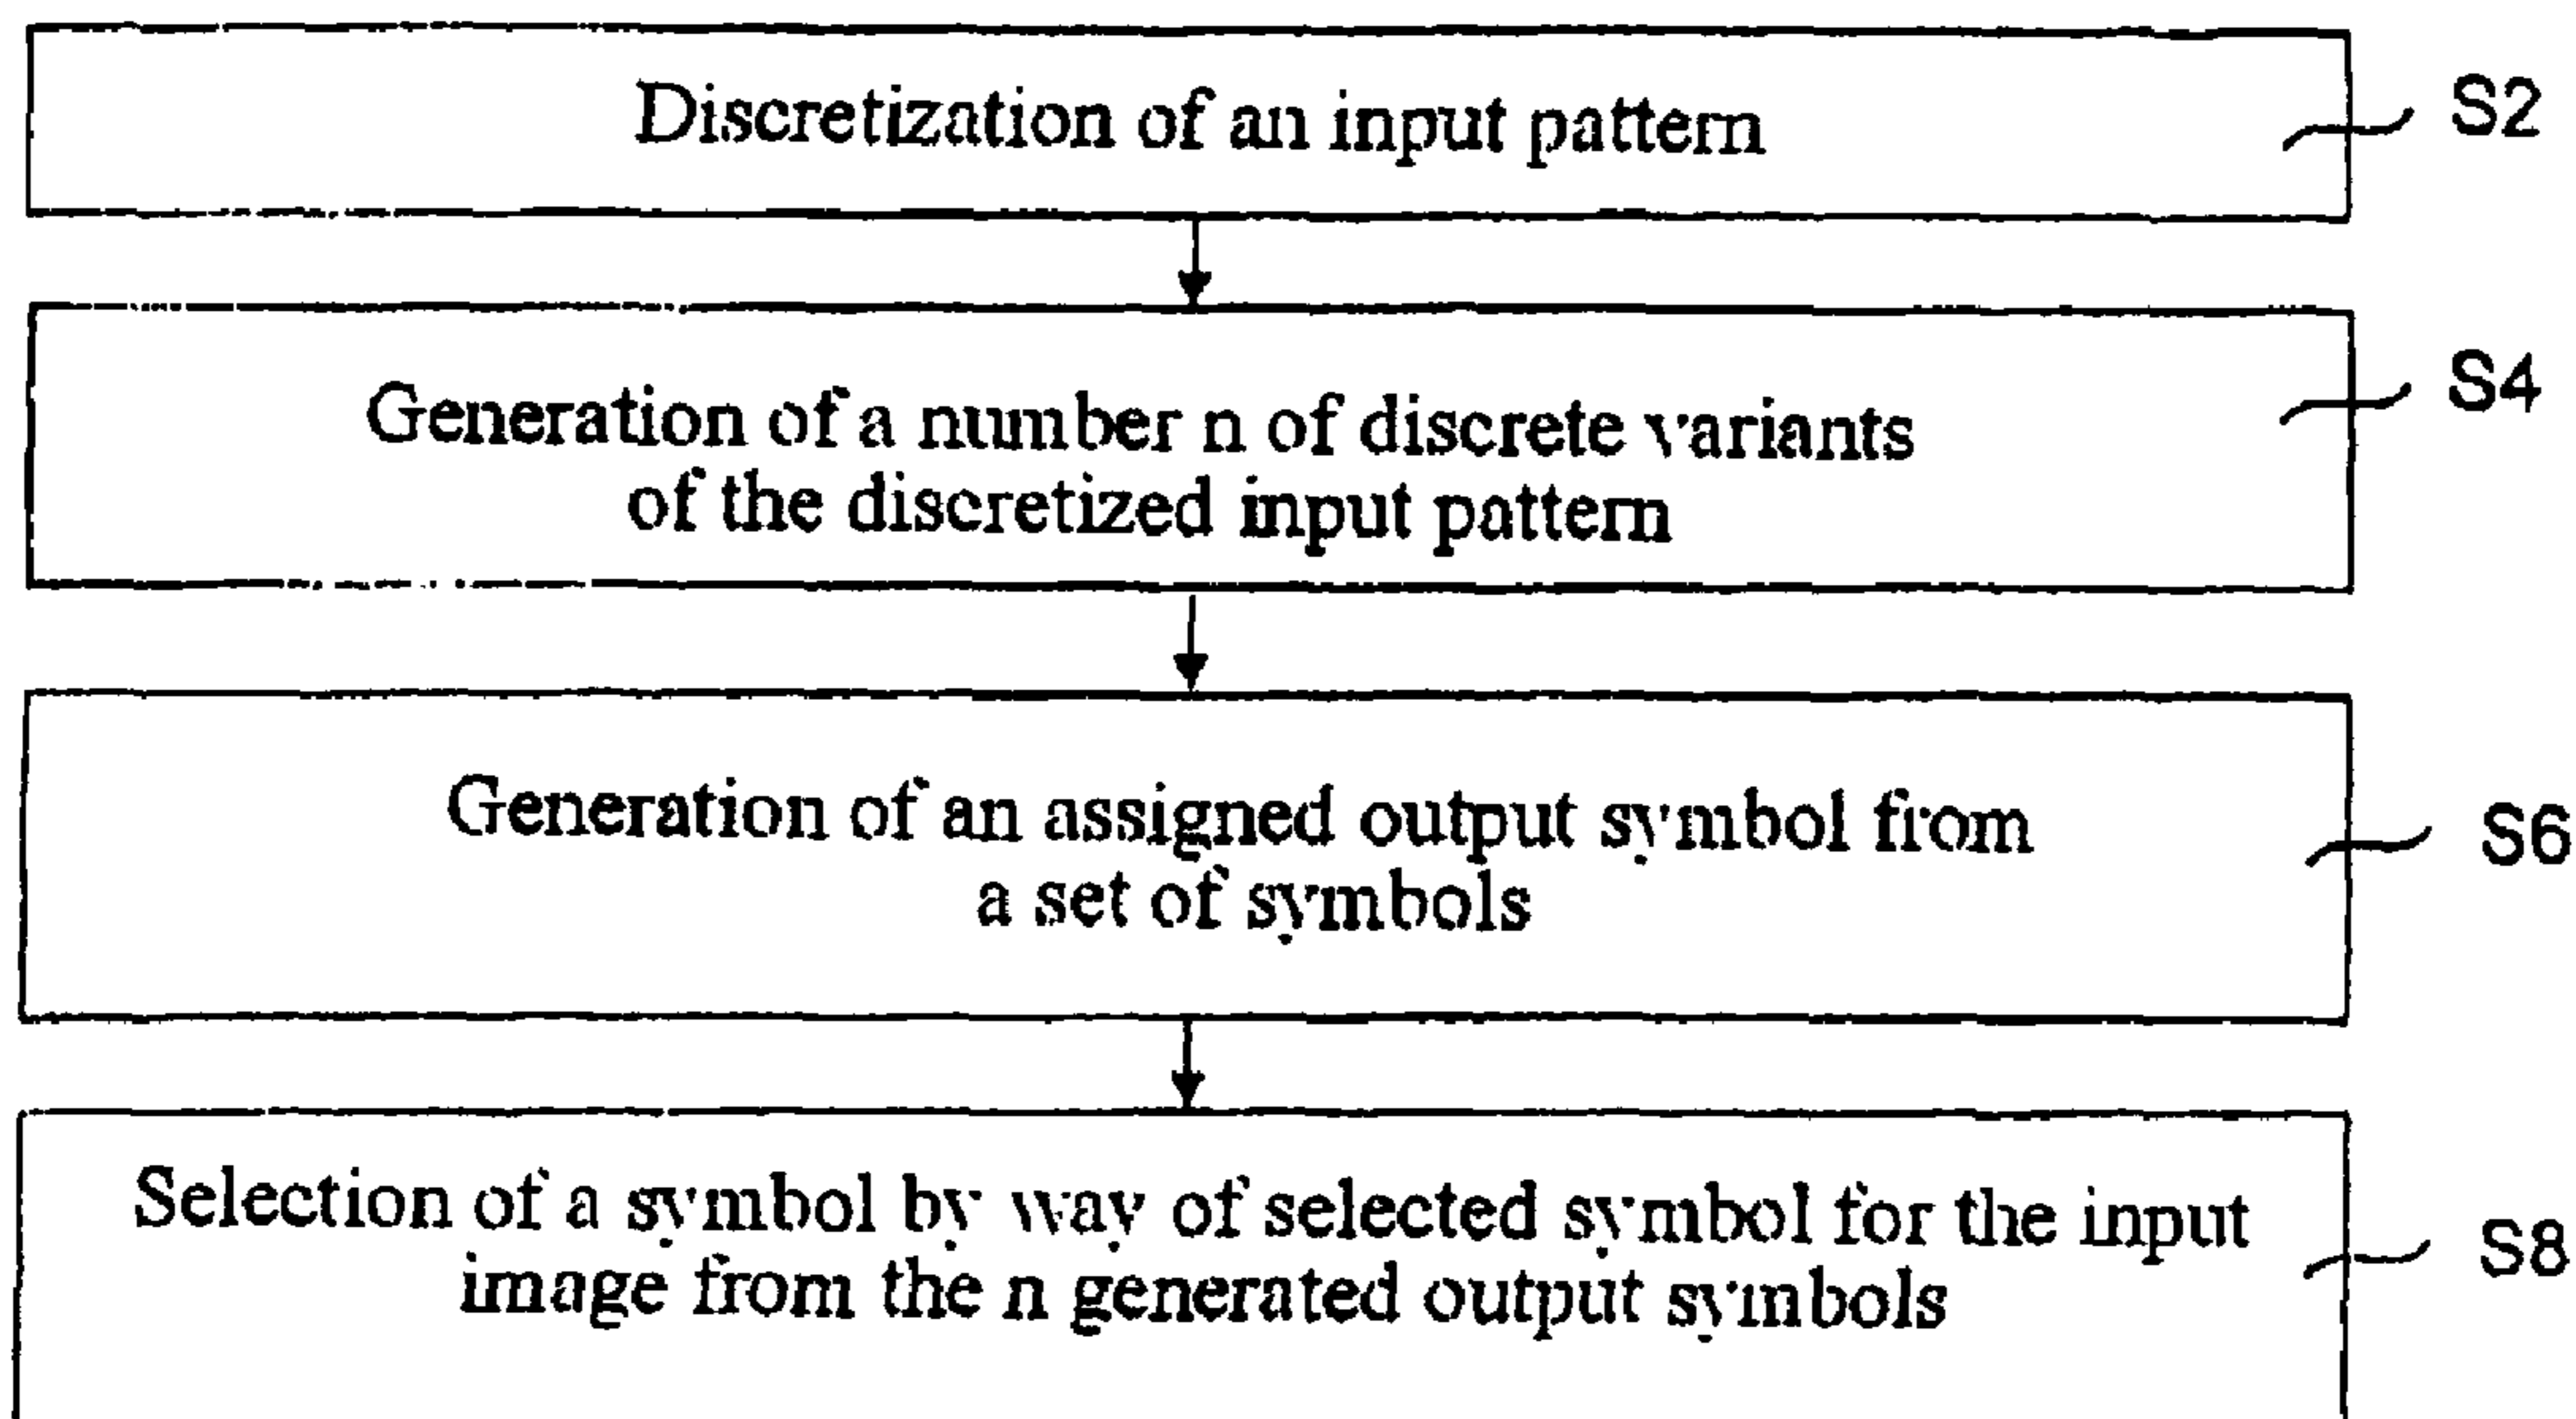 Discretization of an input pattern
S2
Generation of a number n of discrete variants
of the discretized input pattern
S4
Generation of an assigned output symbol from
a set of symbols
S6
Selection of a symbol by way of selected symbol for the input
image from the n generated output symbols
S8